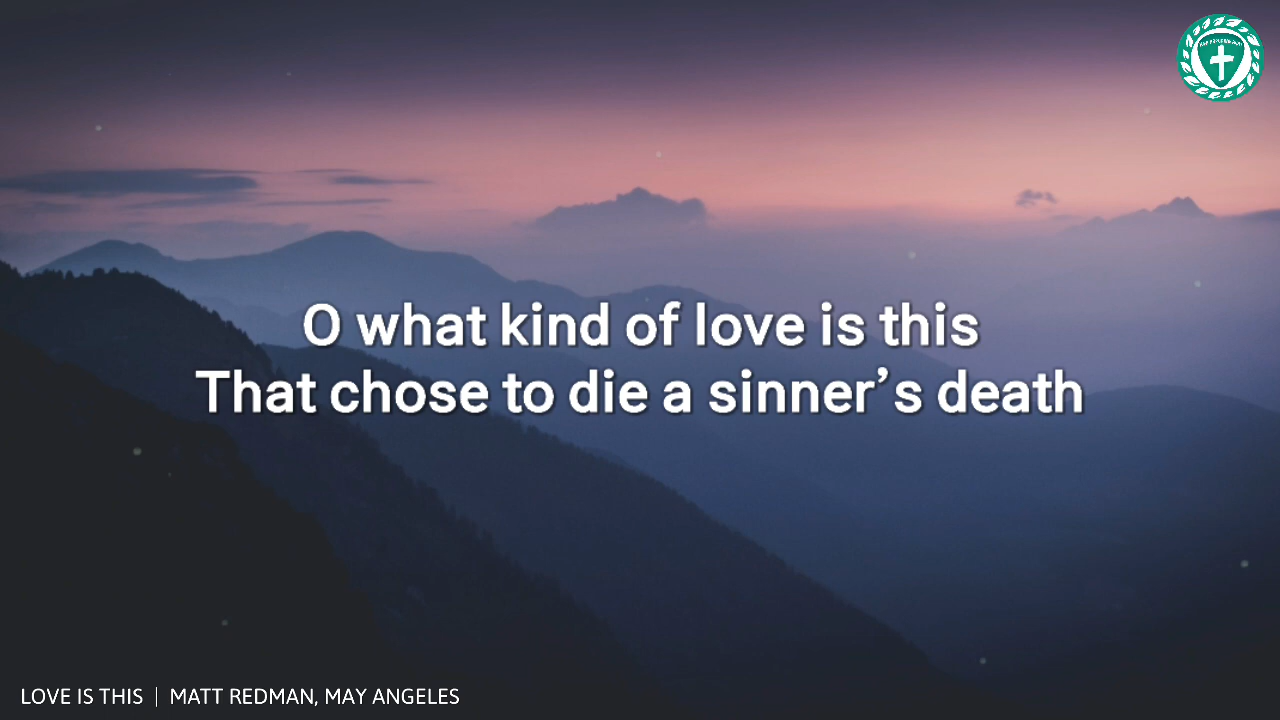 O what kind of love is this
That chose to die a sinner’s death
LOVE IS THIS | MATT REDMAN, MAY ANGELES